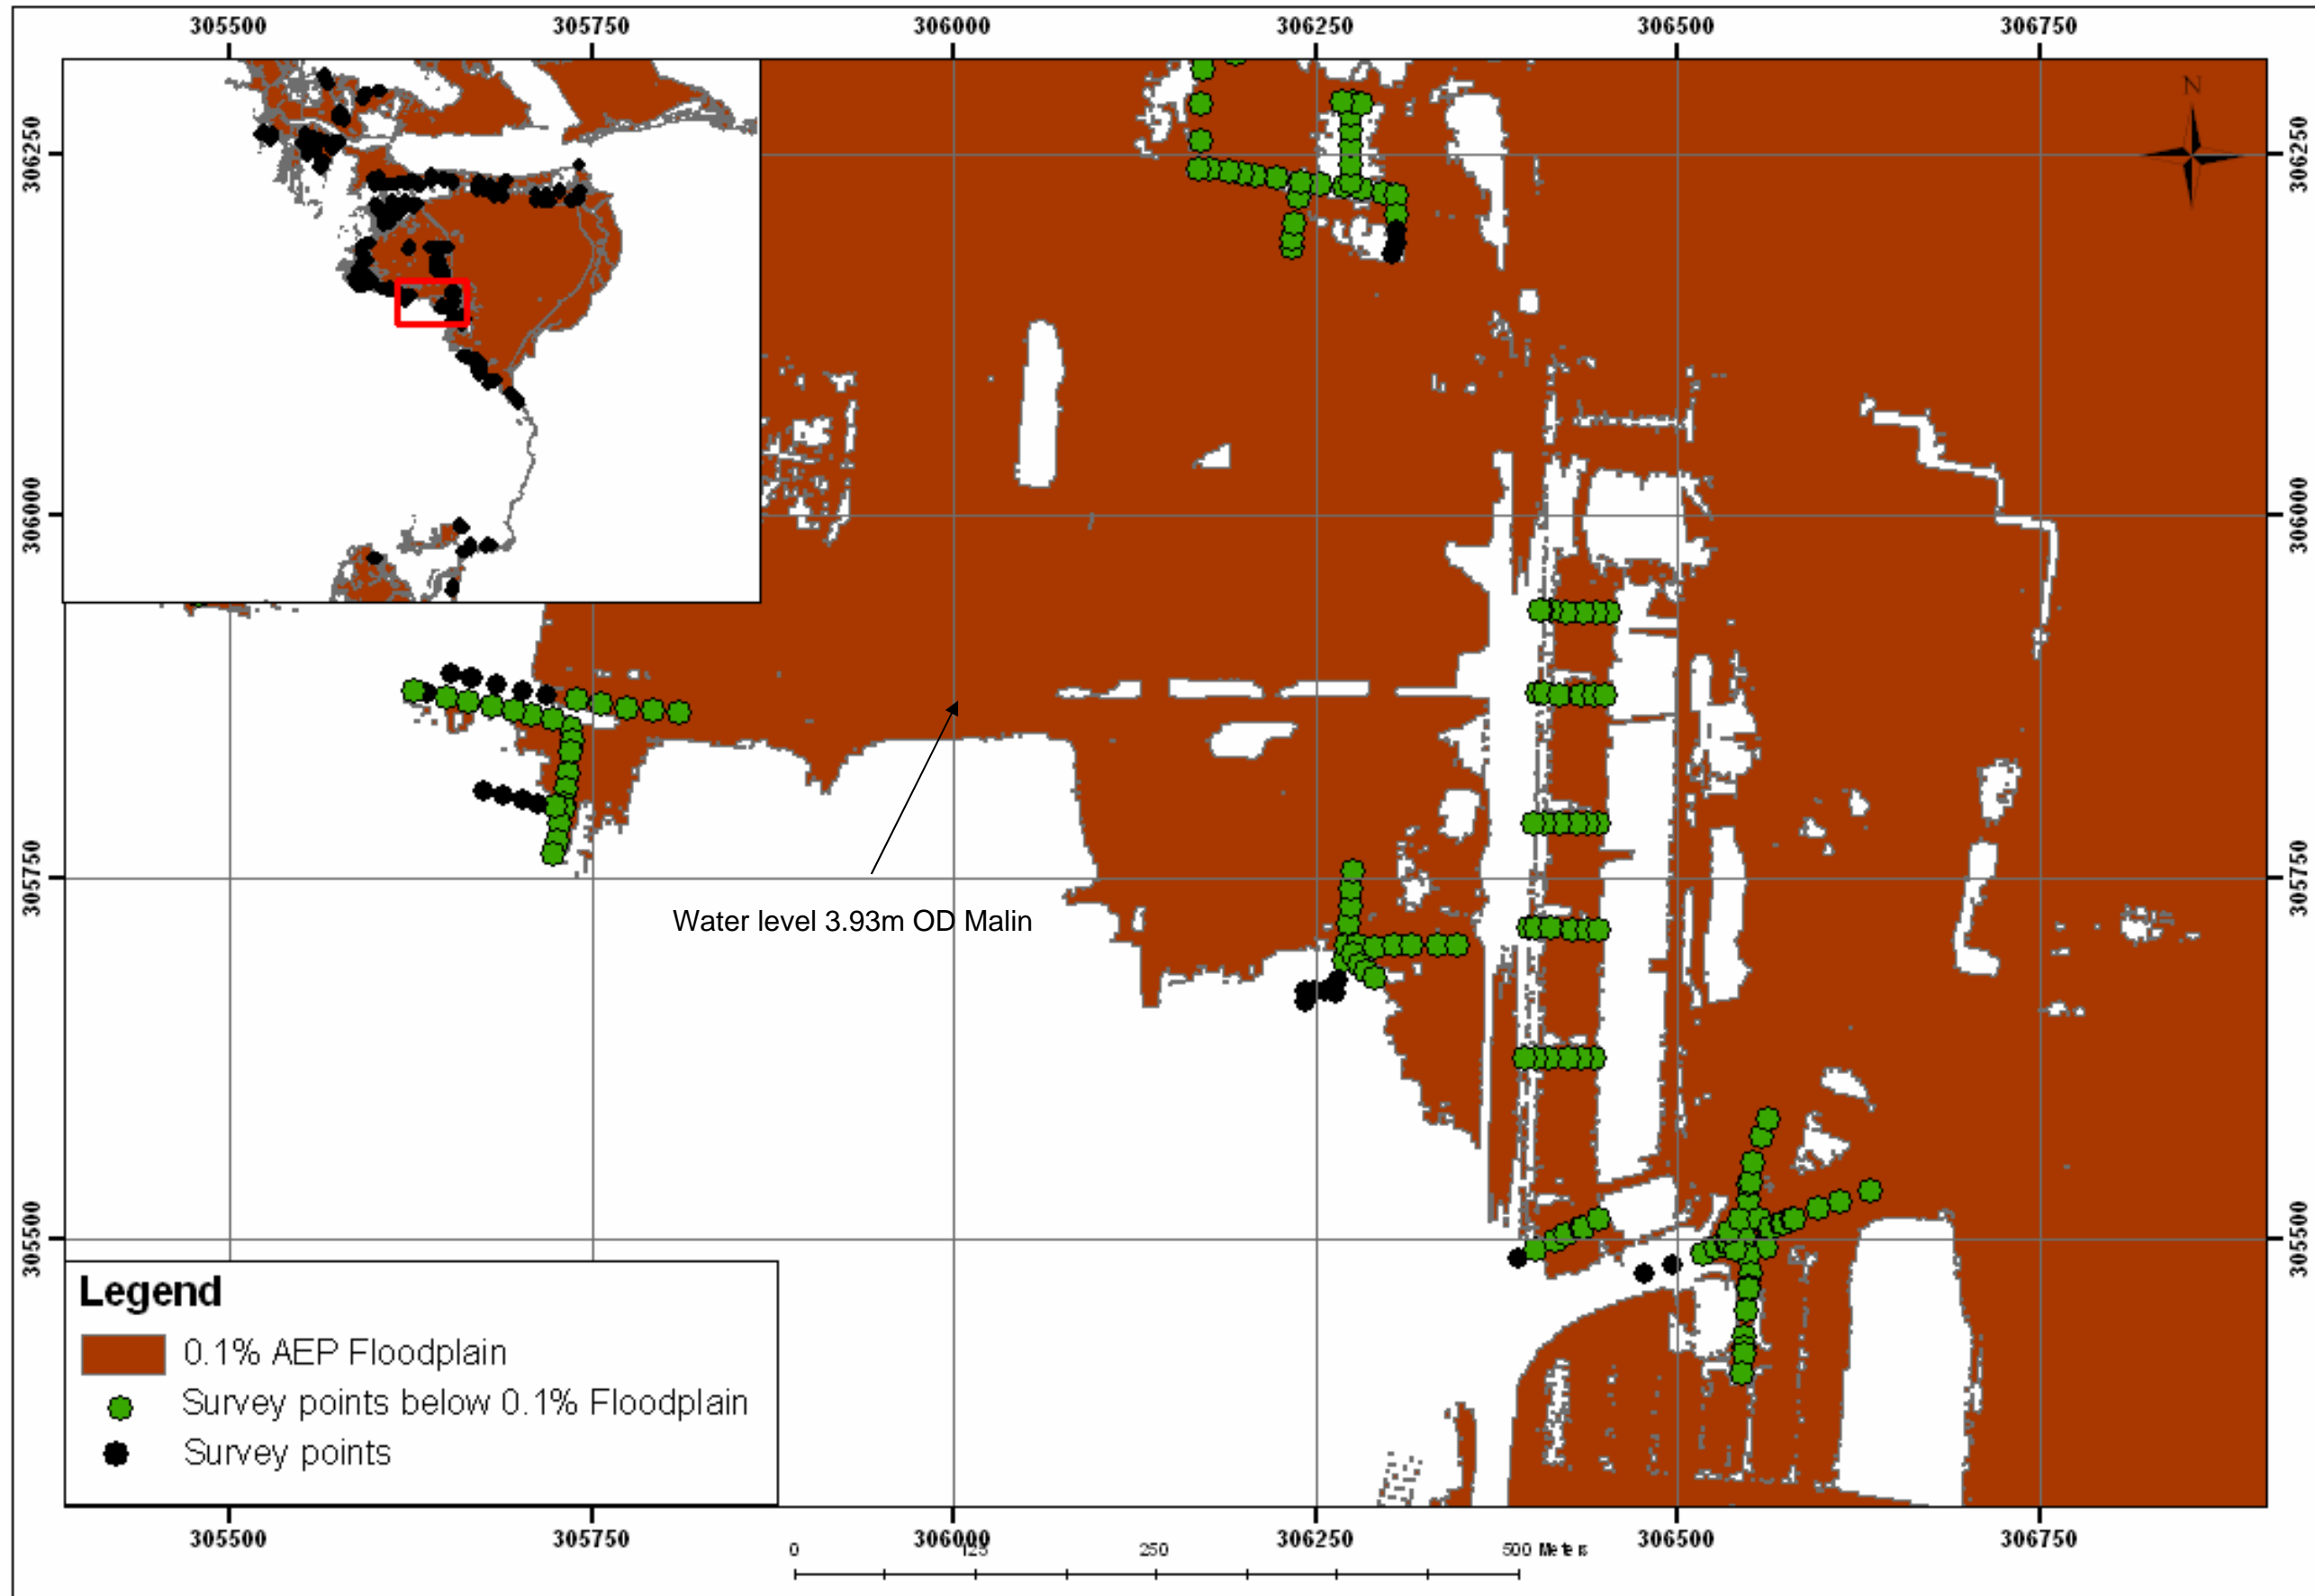 305500 305750 306000 306250 306500 306750
N
306250 306250
306000 306000
305750 305750
Water level 3.93m OD Malin
305500 305500
Legend
0.1% AEP Floodplain
Survey points below 0.1% Floodplain
Survey points
305500 305750 306000 306250 306500 306750
0 125 250 500 Meters